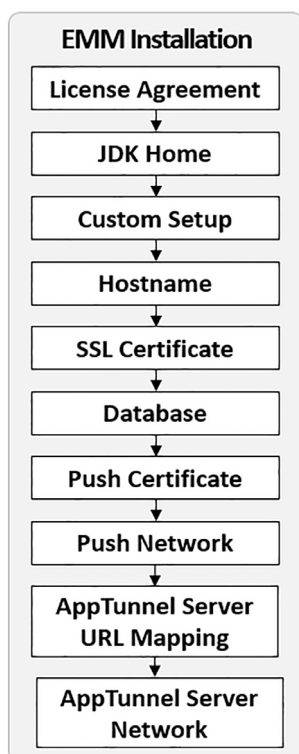 EMM Installation
License Agreement
JDK Home
Custom Setup
Hostname
SSL Certificate
Database
Push Certificate
Push Network
AppTunnel Server
URL Mapping
AppTunnel Server
Network